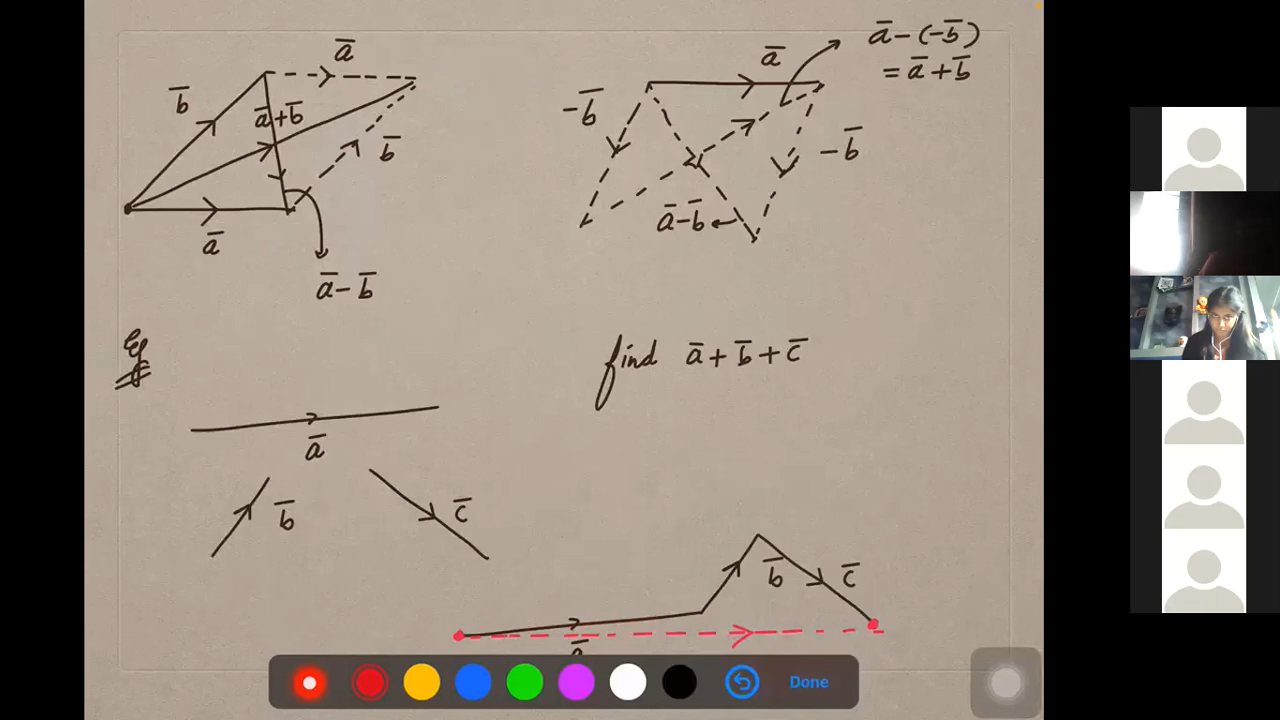 a̅
b̅
a̅+b̅
b̅
a̅
a̅-b̅
a̅
a̅-(-b̅)
=a̅+b̅
-b̅
-b̅
a̅-b̅
Eg
find a̅+b̅+c̅
a̅
b̅
c̅
b̅
c̅
Done